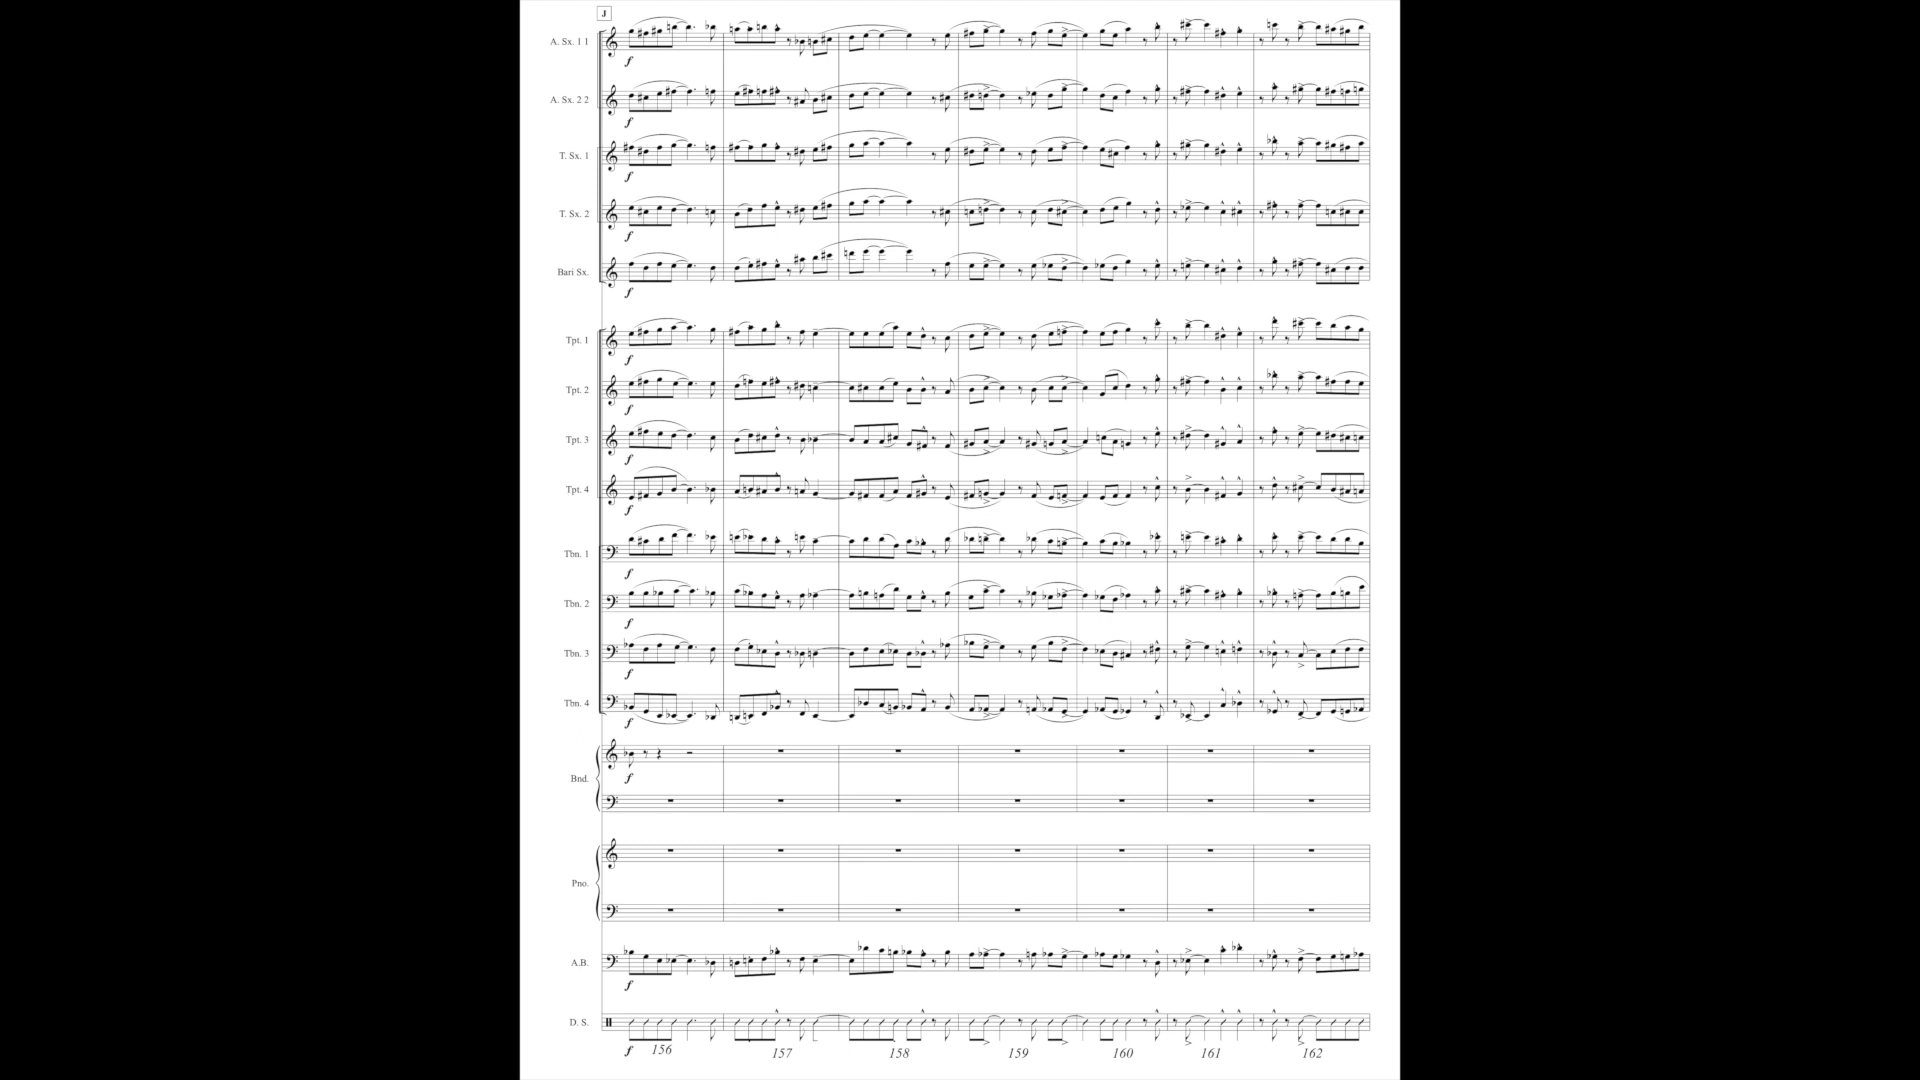 J
A. Sx. 1 1
f
A. Sx. 2 2
f
T. Sx. 1
f
T. Sx. 2
f
Bari Sx.
f
Tpt. 1
f
Tpt. 2
f
Tpt. 3
f
Tpt. 4
f
Tbn. 1
f
Tbn. 2
f
Tbn. 3
f
Tbn. 4
f
Bnd.
f
Pno.
A.B.
f
D. S.
f 156 157 158 159 160 161 162